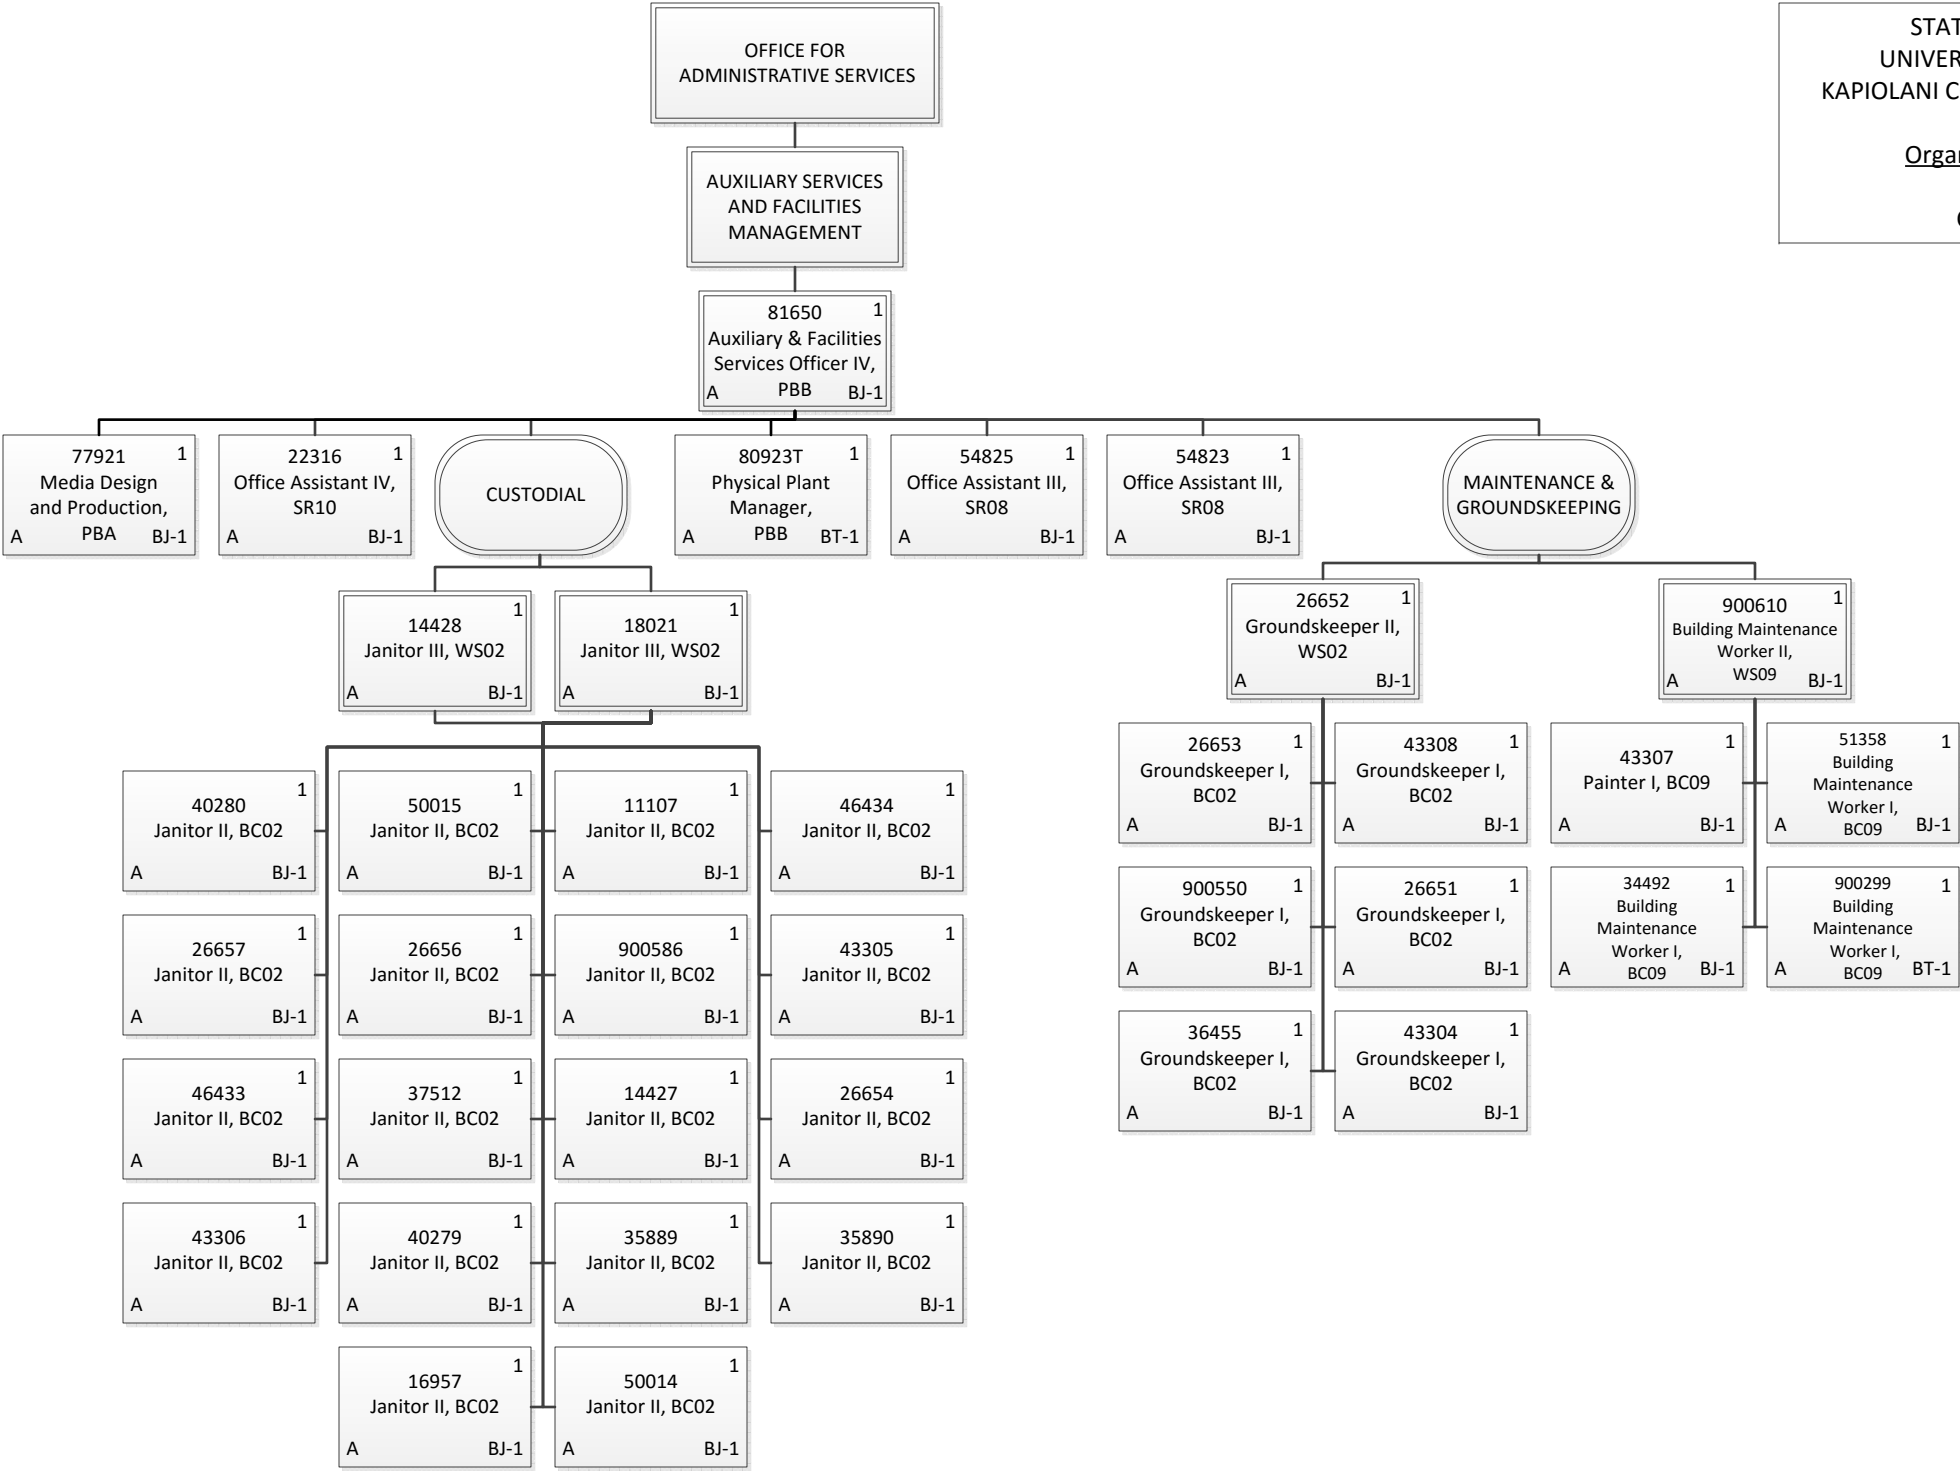 OFFICE FOR
ADMINISTRATIVE SERVICES
AUXILIARY SERVICES
AND FACILITIES
MANAGEMENT
81650 1
Auxiliary & Facilities
Services Officer IV,
A PBB BJ-1
77921 1
Media Design
and Production,
A PBA BJ-1
22316 1
Office Assistant IV,
SR10
A BJ-1
CUSTODIAL
80923T 1
Physical Plant
Manager,
A PBB BT-1
54825 1
Office Assistant III,
SR08
A BJ-1
54823 1
Office Assistant III,
SR08
A BJ-1
MAINTENANCE &
GROUNDSKEEPING
1
14428
Janitor III, WS02
A BJ-1
1
18021
Janitor III, WS02
A BJ-1
26652 1
Groundskeeper II,
WS02
A BJ-1
1
900610
Building Maintenance
Worker II,
WS09
A BJ-1
1
40280
Janitor II, BC02
A BJ-1
1
50015
Janitor II, BC02
A BJ-1
1
11107
Janitor II, BC02
A BJ-1
1
46434
Janitor II, BC02
A BJ-1
1
26657
Janitor II, BC02
A BJ-1
1
26656
Janitor II, BC02
A BJ-1
1
900586
Janitor II, BC02
A BJ-1
1
43305
Janitor II, BC02
A BJ-1
1
46433
Janitor II, BC02
A BJ-1
1
37512
Janitor II, BC02
A BJ-1
1
14427
Janitor II, BC02
A BJ-1
1
26654
Janitor II, BC02
A BJ-1
1
43306
Janitor II, BC02
A BJ-1
1
40279
Janitor II, BC02
A BJ-1
1
35889
Janitor II, BC02
A BJ-1
1
35890
Janitor II, BC02
A BJ-1
1
16957
Janitor II, BC02
A BJ-1
1
50014
Janitor II, BC02
A BJ-1
26653 1
Groundskeeper I,
BC02
A BJ-1
43308 1
Groundskeeper I,
BC02
A BJ-1
900550 1
Groundskeeper I,
BC02
A BJ-1
26651 1
Groundskeeper I,
BC02
A BJ-1
36455 1
Groundskeeper I,
BC02
A BJ-1
43304 1
Groundskeeper I,
BC02
A BJ-1
1
43307
Painter I, BC09
A BJ-1
51358 1
Building
Maintenance
Worker I,
A BC09 BJ-1
34492 1
Building
Maintenance
Worker I,
A BC09 BJ-1
900299 1
Building
Maintenance
Worker I,
A BC09 BT-1
KAPIOLANI